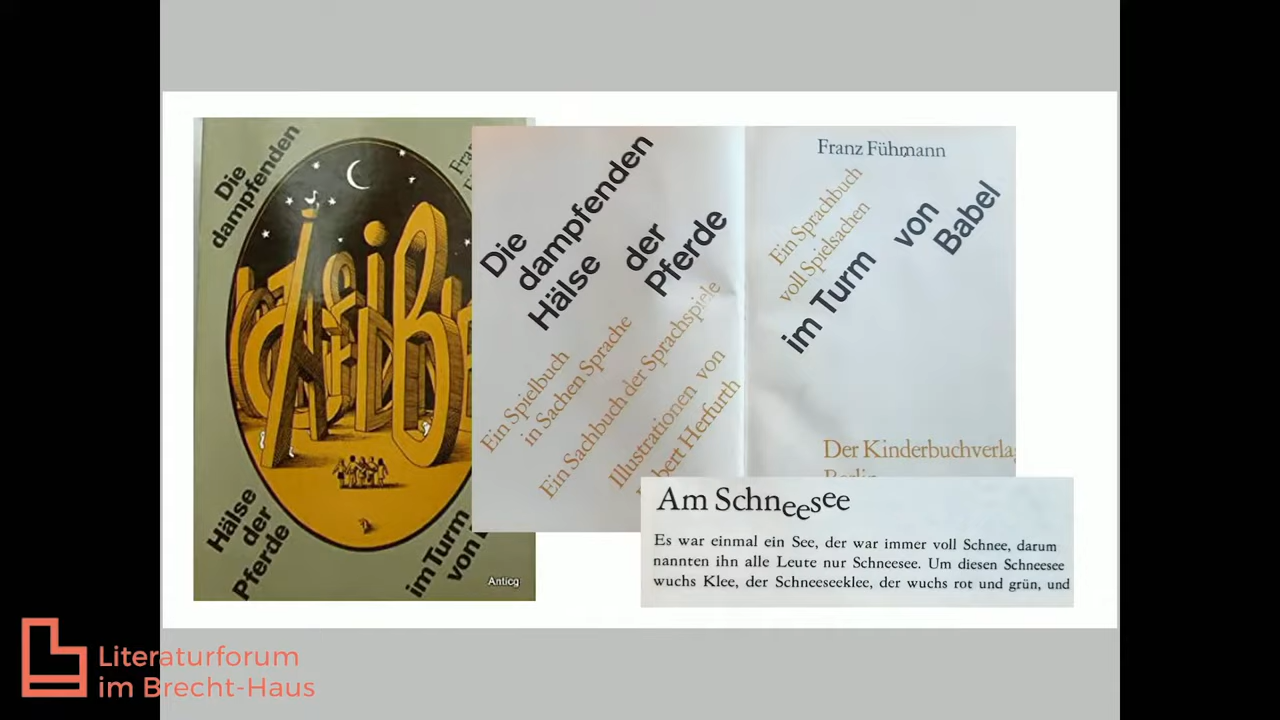 Die
dampfenden
Hälse
der
Pferde
im Turm
Anticg
Die
dampfenden
Hälse
der
Pferde
Ein Spielbuch
in Sachen Sprache
Ein Sachbuch der Sprachspiele
Illustrationen von
Herfurth
Franz Fühmann
Ein Sprachbuch
voll Spielsachen
im Turm
von
Babel
Der Kinderbuchverla
Am Schneesee
Es war einmal ein See, der war immer voll Schnee, darum
nannten ihn alle Leute nur Schneesee. Um diesen Schneesee
wuchs Klee, der Schneeseeklee, der wuchs rot und grün, und
Literaturforum
im Brecht-Haus